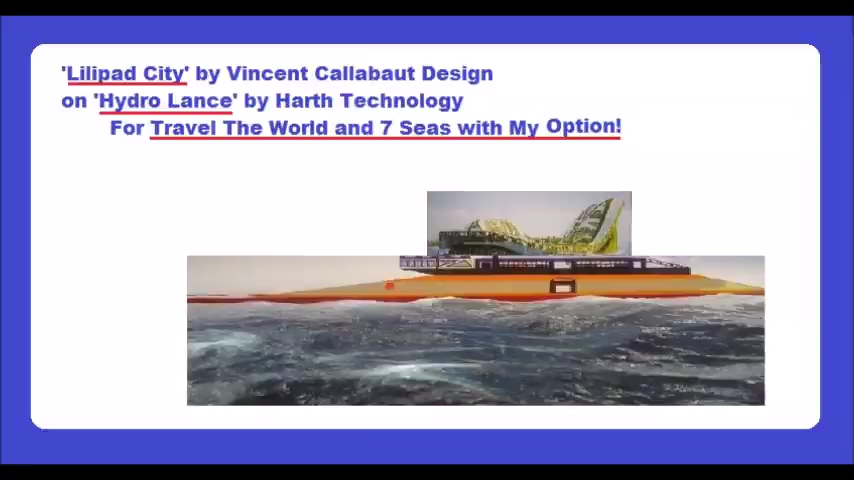 'Lilipad City' by Vincent Callabaut Design
on 'Hydro Lance' by Harth Technology
For Travel The World and 7 Seas with My Option!